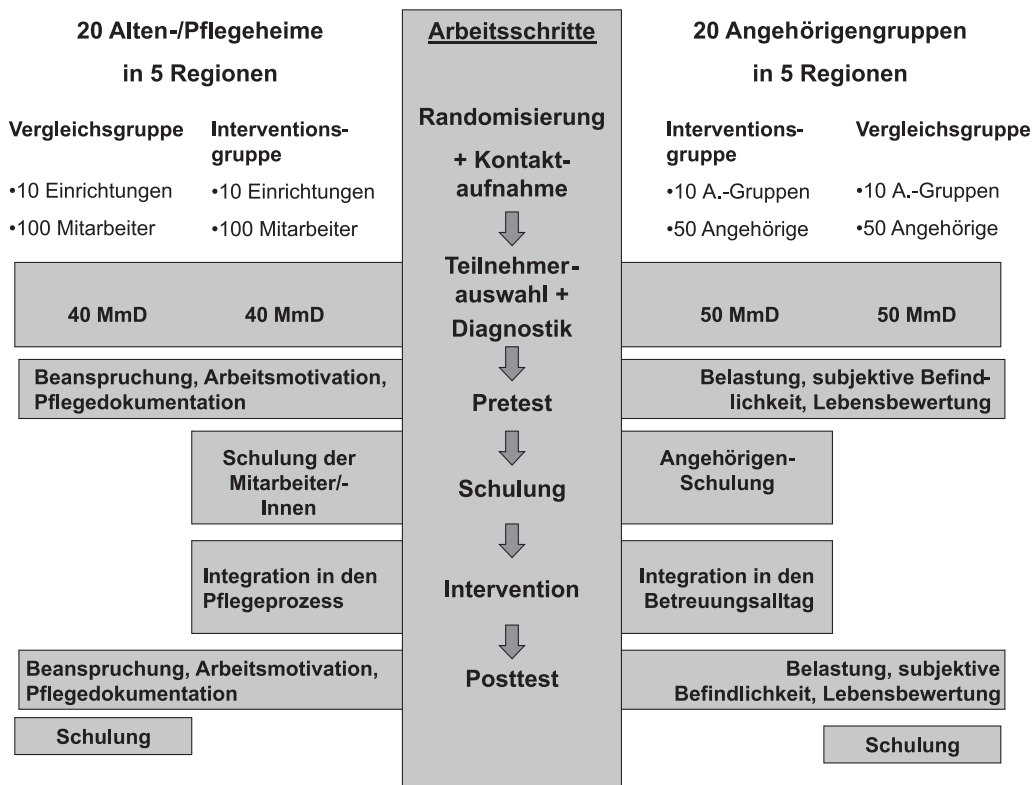 20 Alten-/Pflegeheime
in 5 Regionen
Vergleichsgruppe
•10 Einrichtungen
•100 Mitarbeiter
Interventions-
gruppe
•10 Einrichtungen
•100 Mitarbeiter
40 MmD
40 MmD
Beanspruchung, Arbeitsmotivation,
Pflegedokumentation
Schulung der
Mitarbeiter/-
Innen
Integration in den
Pflegeprozess
Beanspruchung, Arbeitsmotivation,
Pflegedokumentation
Schulung
Arbeitsschritte
Randomisierung
+ Kontakt-
aufnahme
Teilnehmer-
auswahl +
Diagnostik
Pretest
Schulung
Intervention
Posttest
20 Angehörigengruppen
in 5 Regionen
Interventions-
gruppe
•10 A.-Gruppen
•50 Angehörige
Vergleichsgruppe
•10 A.-Gruppen
•50 Angehörige
50 MmD
50 MmD
Belastung, subjektive Befind-
lichkeit, Lebensbewertung
Angehörigen-
Schulung
Integration in den
Betreuungsalltag
Belastung, subjektive
Befindlichkeit, Lebensbewertung
Schulung